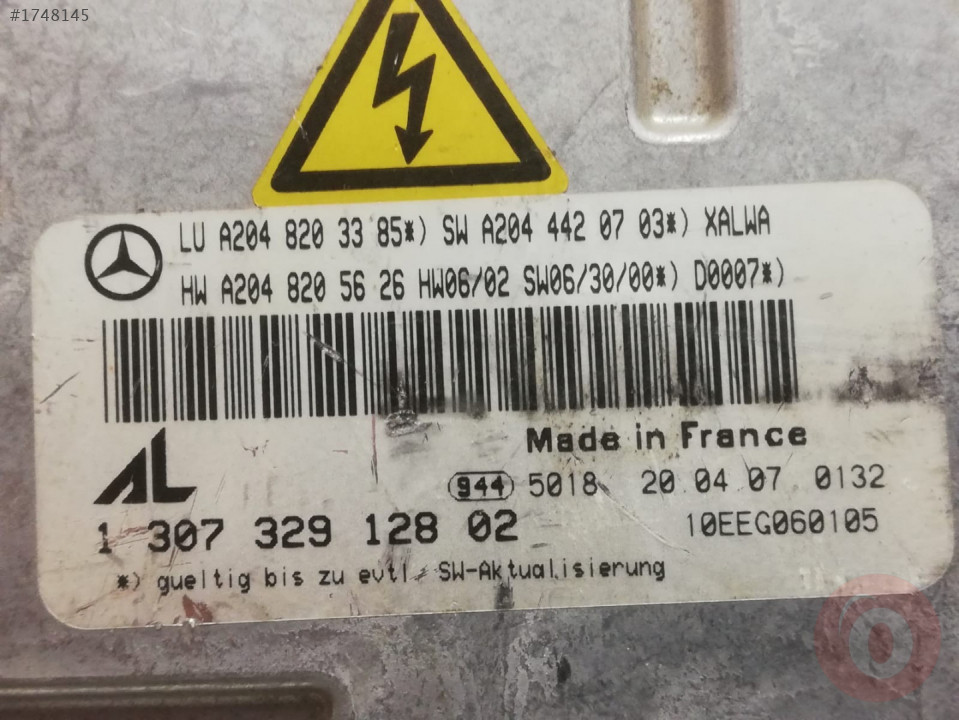 #1748145
LU A204 820 33 85*) SW A204 442 07 03*) XALWA
HW A204 820 56 26 HW06/02 SW06/30/00*) D0007*)
Made in France
AL
944 5018 20 04 07 0132
1 307 329 128 02
10EEG060105
*) gueltig bis zu evtl. SW-Aktualisierung